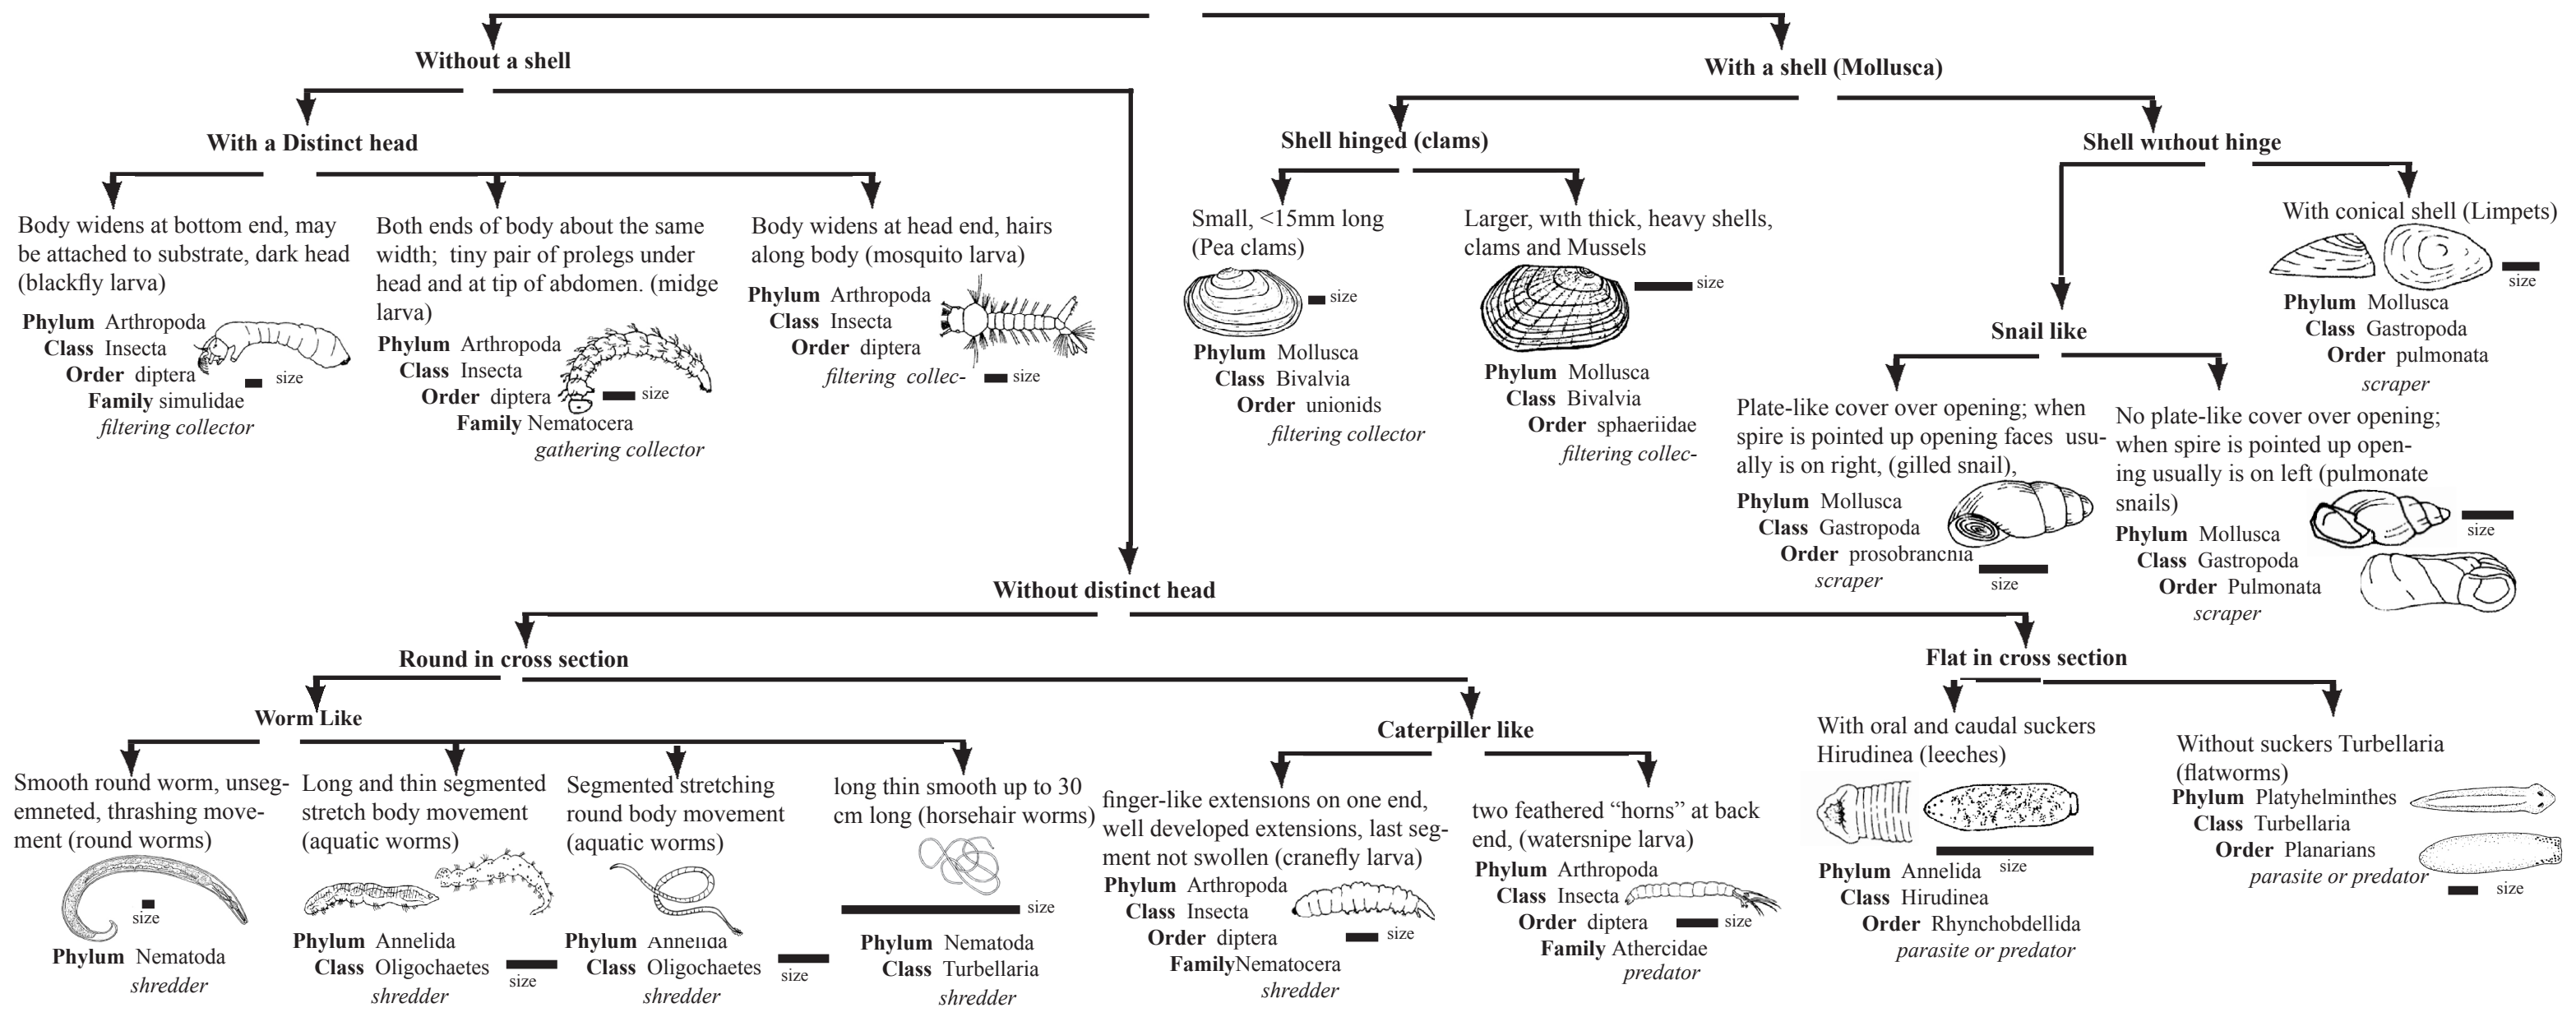 Without a shell
With a shell (Mollusca)
With a Distinct head
Shell hinged (clams)
Shell without hinge
Body widens at bottom end, may
be attached to substrate, dark head
(blackfly larva)
Phylum Arthropoda
Class Insecta
Order diptera
Family simulidae
filtering collector
size
Both ends of body about the same
width; tiny pair of prolegs under
head and at tip of abdomen. (midge
larva)
Phylum Arthropoda
Class Insecta
Order diptera
Family Nematocera
gathering collector
size
Body widens at head end, hairs
along body (mosquito larva)
Phylum Arthropoda
Class Insecta
Order diptera
filtering collec-
size
Small, <15mm long
(Pea clams)
size
Phylum Mollusca
Class Bivalvia
Order unionids
filtering collector
Larger, with thick, heavy shells,
clams and Mussels
size
Phylum Mollusca
Class Bivalvia
Order sphaeriidae
filtering collec-
With conical shell (Limpets)
size
Phylum Mollusca
Class Gastropoda
Order pulmonata
scraper
Snail like
Plate-like cover over opening; when
spire is pointed up opening faces usu-
ally is on right, (gilled snail),
Phylum Mollusca
Class Gastropoda
Order prosobranchia
scraper
size
No plate-like cover over opening;
when spire is pointed up open-
ing usually is on left (pulmonate
snails)
Phylum Mollusca
Class Gastropoda
Order Pulmonata
scraper
size
Without distinct head
Round in cross section
Flat in cross section
Worm Like
Caterpiller like
Smooth round worm, unseg-
emneted, thrashing move-
ment (round worms)
size
Phylum Nematoda
shredder
Long and thin segmented
stretch body movement
(aquatic worms)
Phylum Annelida
Class Oligochaetes
shredder
size
Segmented stretching
round body movement
(aquatic worms)
Phylum Annelida
Class Oligochaetes
shredder
size
long thin smooth up to 30
cm long (horsehair worms)
size
Phylum Nematoda
Class Turbellaria
shredder
finger-like extensions on one end,
well developed extensions, last seg-
ment not swollen (cranefly larva)
Phylum Arthropoda
Class Insecta
Order diptera
FamilyNematocera
shredder
size
two feathered “horns” at back
end, (watersnipe larva)
Phylum Arthropoda
Class Insecta
Order diptera
Family Athercidae
predator
size
With oral and caudal suckers
Hirudinea (leeches)
size
Phylum Annelida
Class Hirudinea
Order Rhynchobdellida
parasite or predator
Without suckers Turbellaria
(flatworms)
Phylum Platyhelminthes
Class Turbellaria
Order Planarians
parasite or predator
size